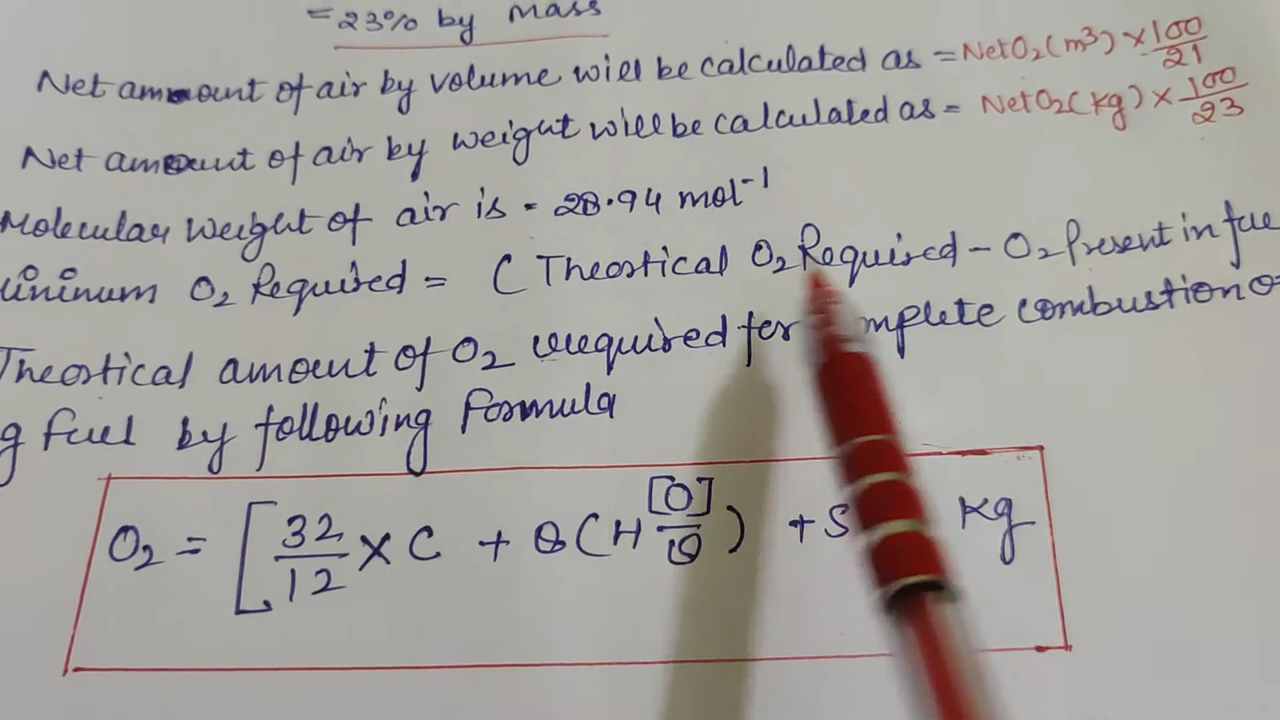 = 23% by mass
Net amount of air by volume will be calculated as = Net O2 (m³) × 100/21
Net amount of air by weight will be calculated as = Net O2 (kg) × 100/23
Molecular weight of air is = 28.94 mol⁻¹
O2 Required = ( Theortical O2 Required - O2 Present in
Theortical amount of O2 required for complete combustion
g fuel by following formula
O2 = [ 32/12 × C + 8 ( H [O]/8 ) + S kg